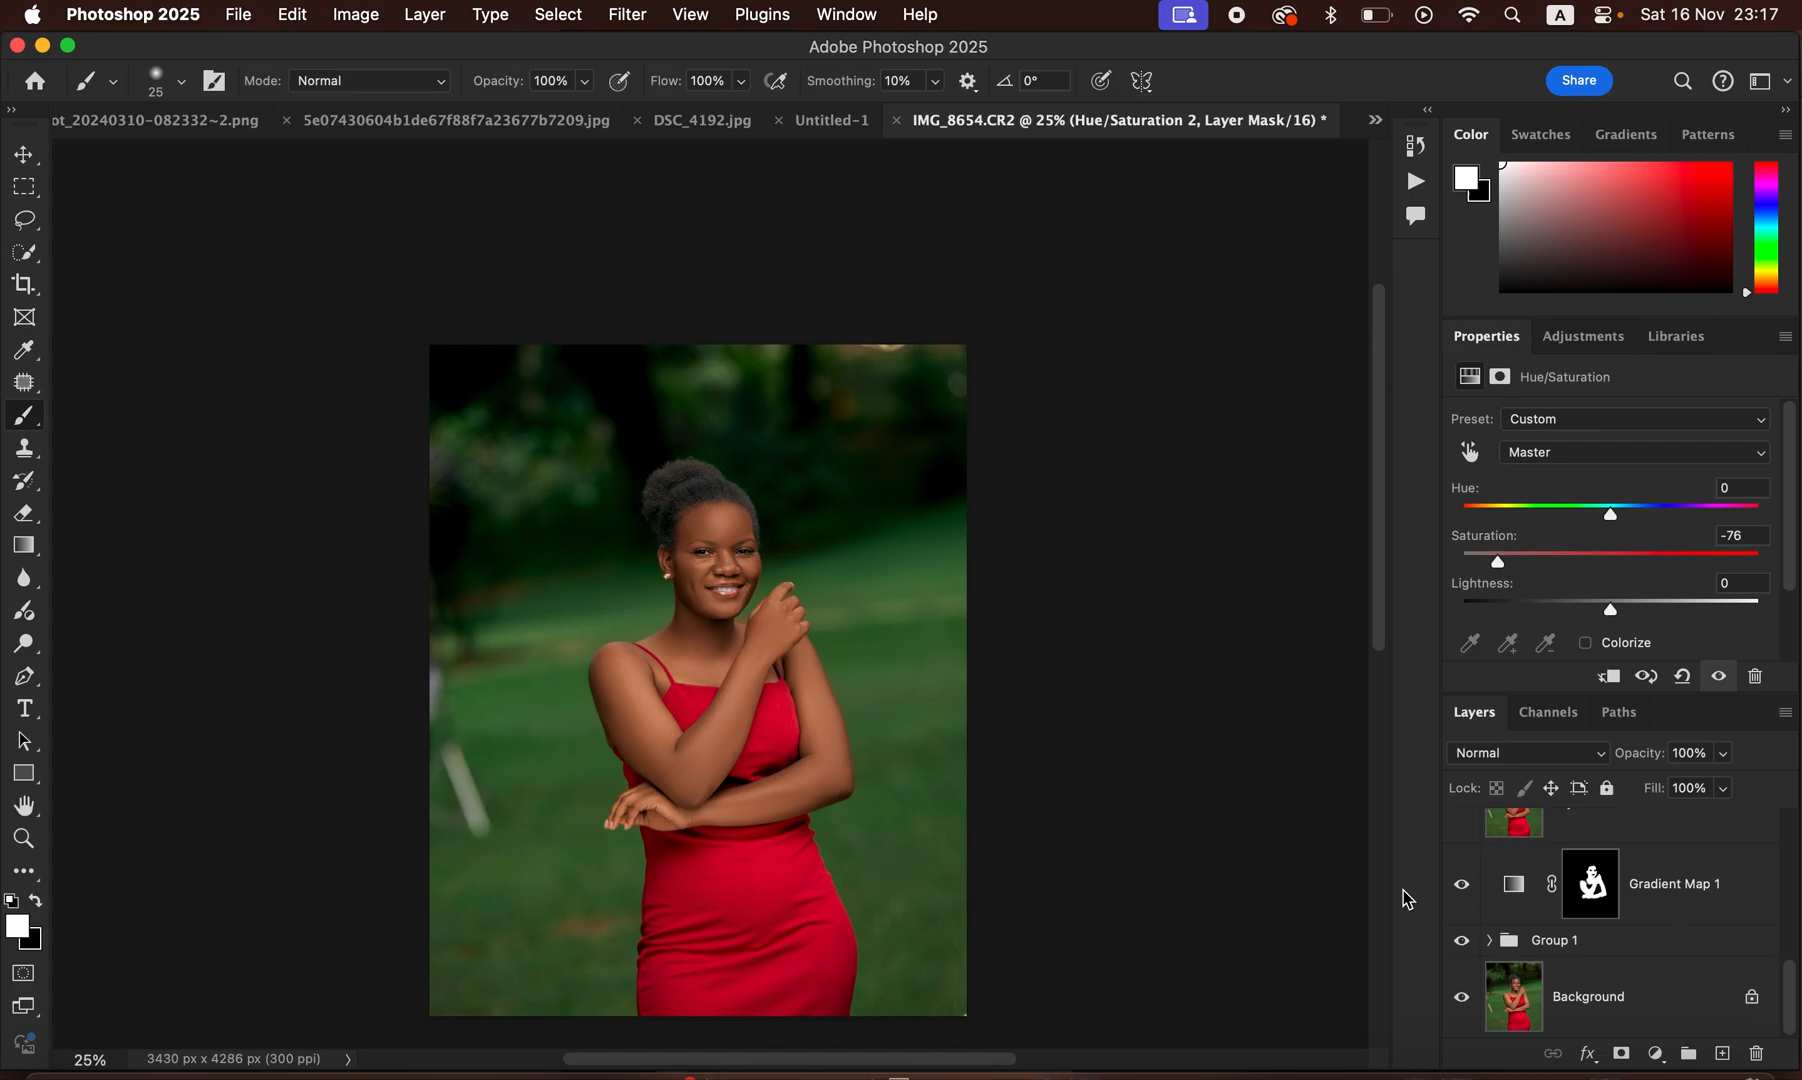 Photoshop 2025 File Edit Image Layer Type Select Filter View Plugins Window Help A Sat 16 Nov 23:17
Adobe Photoshop 2025
25 Mode: Normal Opacity: 100% Flow: 100% Smoothing: 10% 0° Share
ot_20240310-082332~2.png × 5e07430604b1de67f88f7a23677b7209.jpg × DSC_4192.jpg × Untitled-1 × IMG_8654.CR2 @ 25% (Hue/Saturation 2, Layer Mask/16) *
Color Swatches Gradients Patterns
Properties Adjustments Libraries
Hue/Saturation
Preset: Custom
Master
Hue: 0
Saturation: -76
Lightness: 0
Colorize
Layers Channels Paths
Normal Opacity: 100%
Lock: Fill: 100%
Gradient Map 1
Group 1
Background
25% 3430 px x 4286 px (300 ppi)